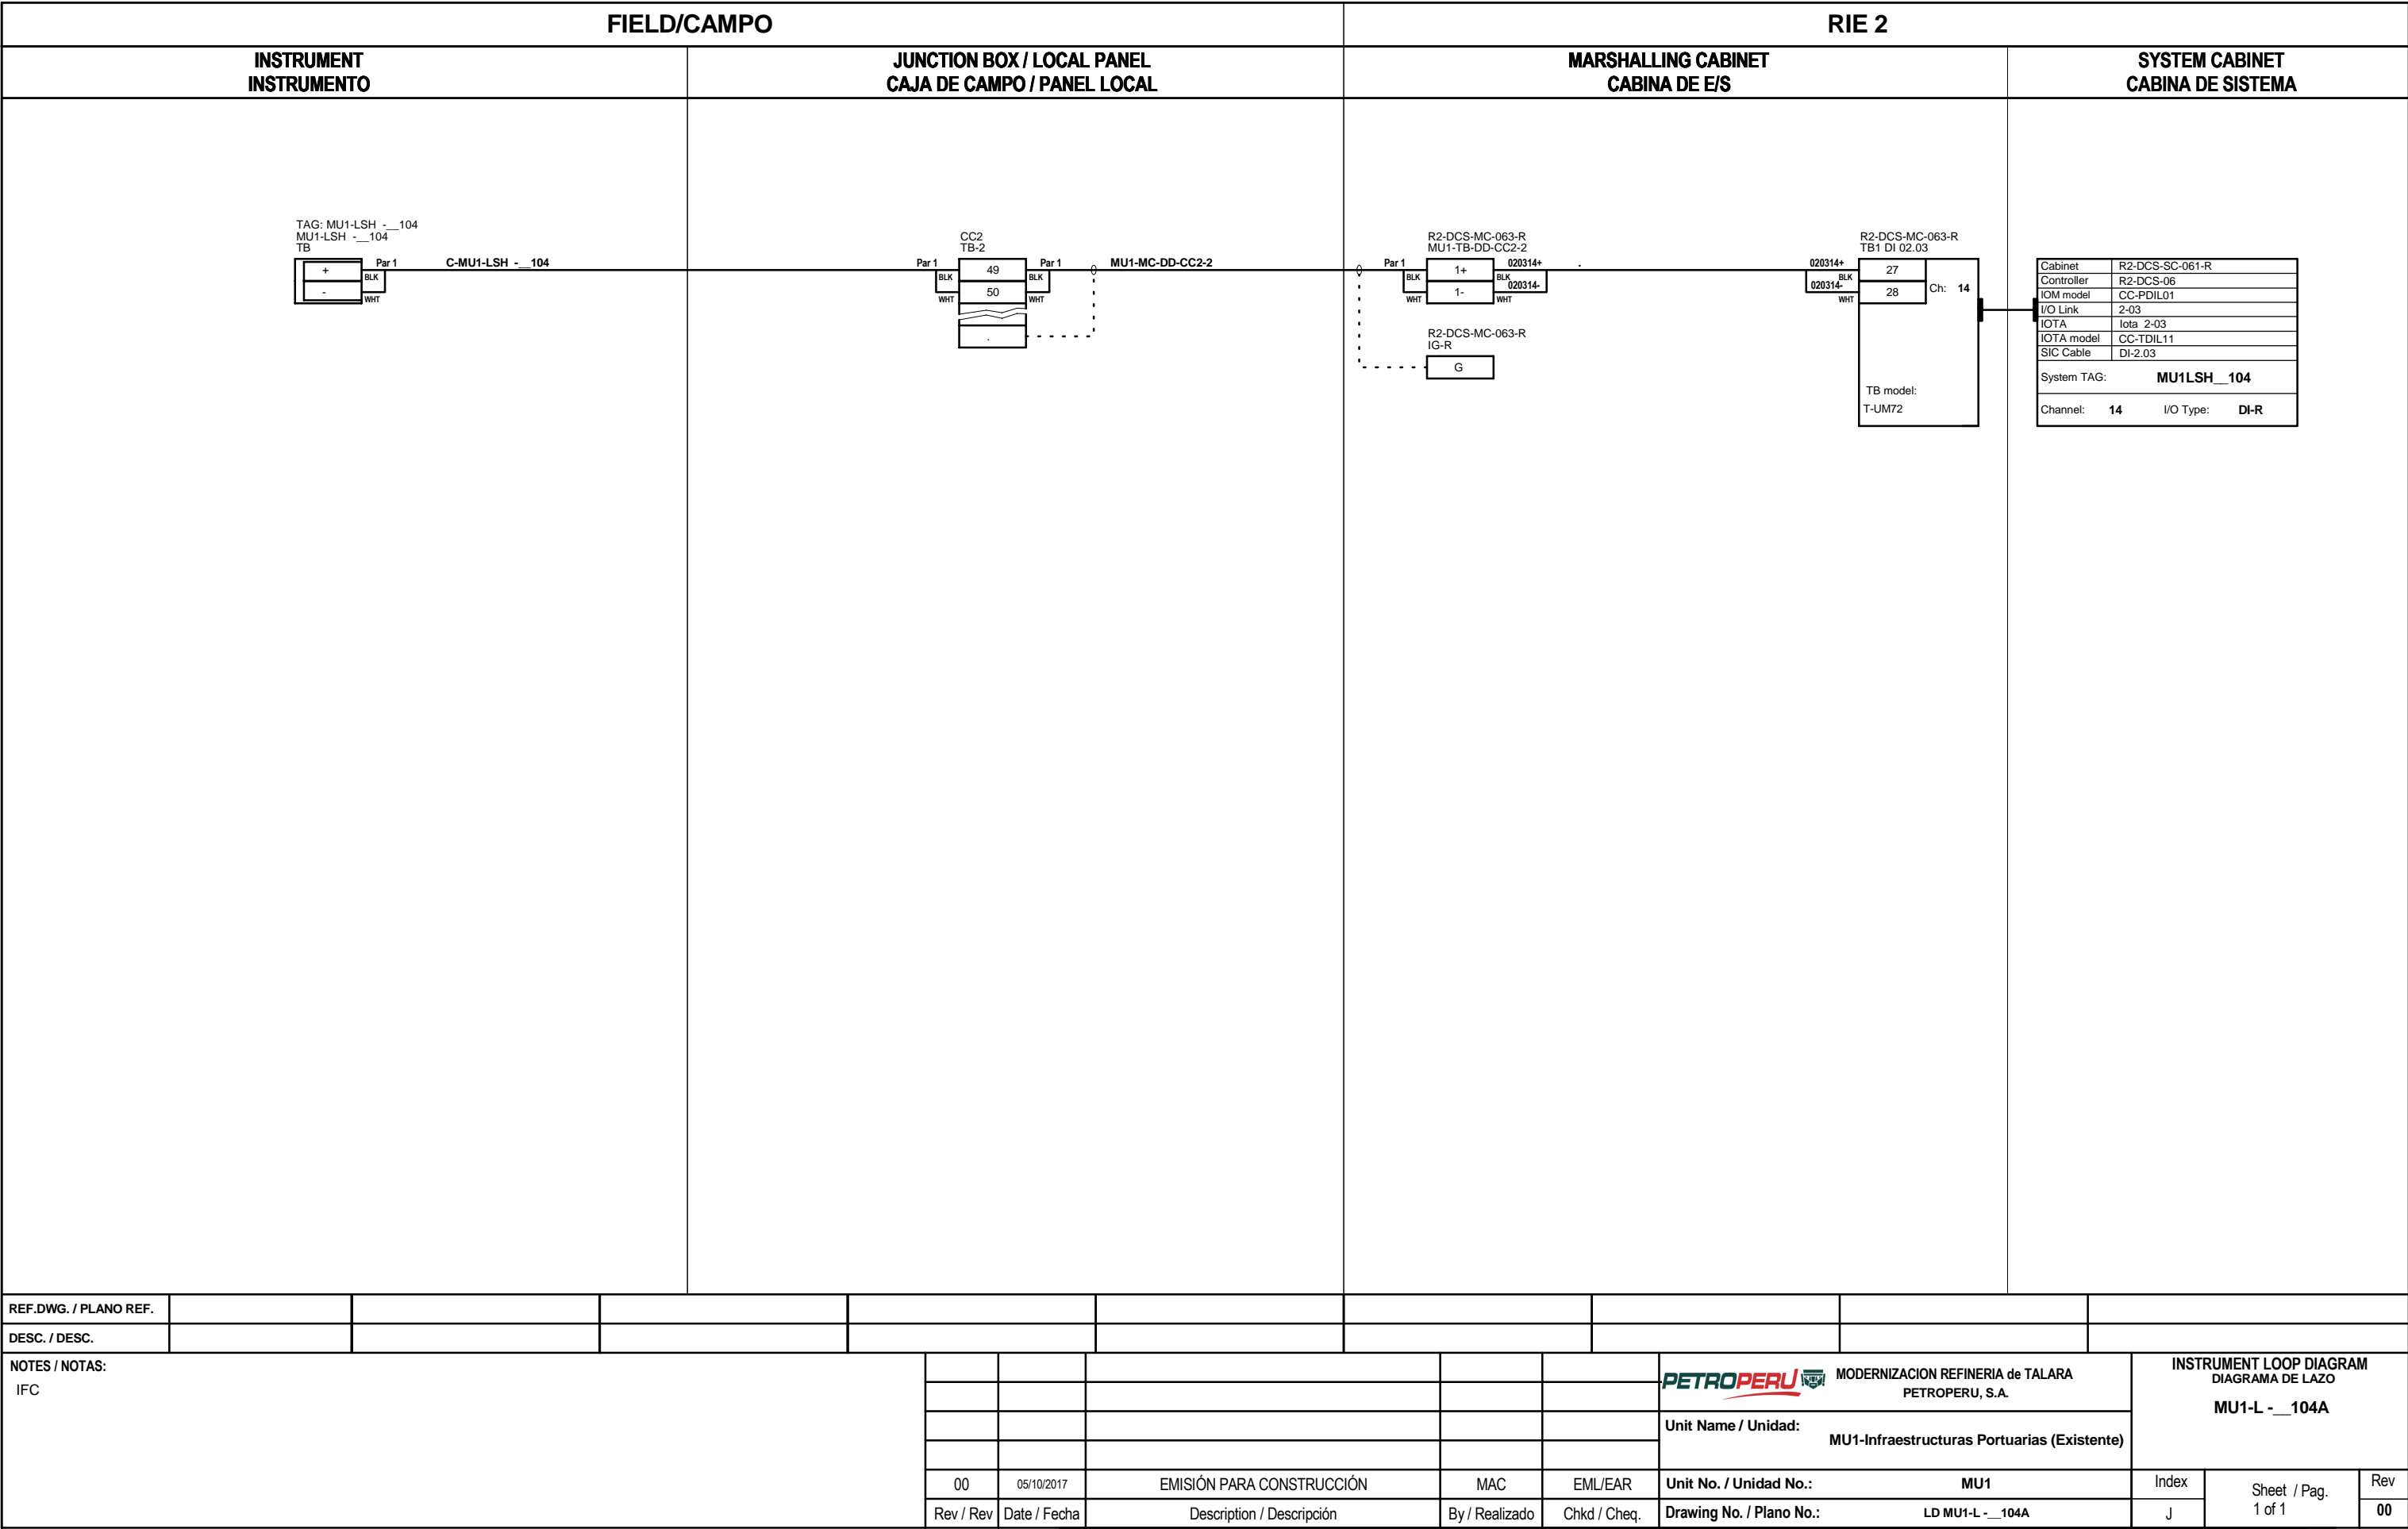 FIELD/CAMPO
RIE 2
INSTRUMENT
INSTRUMENTO
JUNCTION BOX / LOCAL PANEL
CAJA DE CAMPO / PANEL LOCAL
MARSHALLING CABINET
CABINA DE E/S
SYSTEM CABINET
CABINA DE SISTEMA
TAG: MU1-LSH -__104
MU1-LSH -__104
TB
+
-
Par 1
BLK
WHT
C-MU1-LSH -__104
CC2
TB-2
Par 1
BLK
WHT
49
50
.
Par 1
BLK
WHT
MU1-MC-DD-CC2-2
R2-DCS-MC-063-R
MU1-TB-DD-CC2-2
Par 1
BLK
WHT
1+
1-
020314+
BLK
020314-
WHT
.
R2-DCS-MC-063-R
IG-R
G
R2-DCS-MC-063-R
TB1 DI 02.03
020314+
BLK
020314-
WHT
27
28
Ch: 14
TB model:
T-UM72
Cabinet R2-DCS-SC-061-R
Controller R2-DCS-06
IOM model CC-PDIL01
I/O Link 2-03
IOTA Iota 2-03
IOTA model CC-TDIL11
SIC Cable DI-2.03
System TAG: MU1LSH__104
Channel: 14 I/O Type: DI-R
REF.DWG. / PLANO REF.
DESC. / DESC.
NOTES / NOTAS:
IFC
00 05/10/2017 EMISIÓN PARA CONSTRUCCIÓN MAC EML/EAR
Rev / Rev Date / Fecha Description / Descripción By / Realizado Chkd / Cheq.
PETROPERU
MODERNIZACION REFINERIA de TALARA
PETROPERU, S.A.
Unit Name / Unidad:
MU1-Infraestructuras Portuarias (Existente)
Unit No. / Unidad No.: MU1
Drawing No. / Plano No.: LD MU1-L -__104A
INSTRUMENT LOOP DIAGRAM
DIAGRAMA DE LAZO
MU1-L -__104A
Index
J
Sheet / Pag.
1 of 1
Rev
00